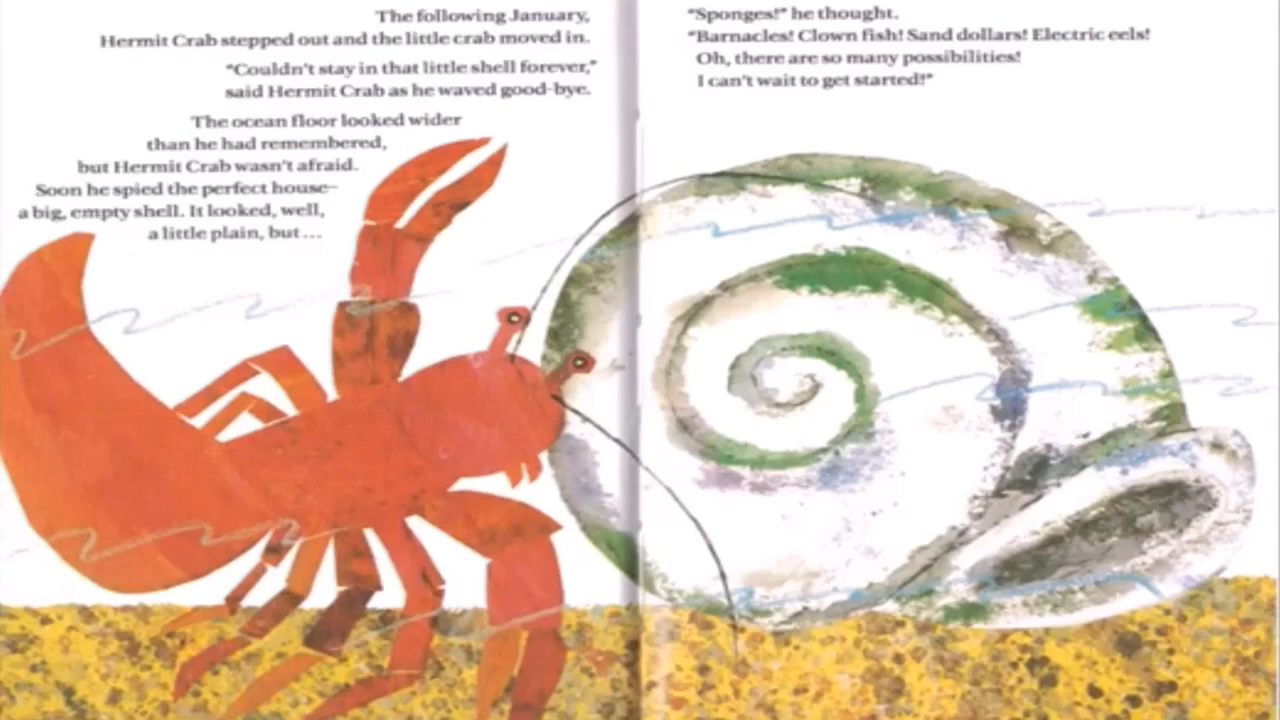 The following January,
Hermit Crab stepped out and the little crab moved in.
"Couldn't stay in that little shell forever,"
said Hermit Crab as he waved good-bye.
The ocean floor looked wider
than he had remembered,
but Hermit Crab wasn't afraid.
Soon he spied the perfect house—
a big, empty shell. It looked, well,
a little plain, but ...
"Sponges!" he thought.
"Barnacles! Clown fish! Sand dollars! Electric eels!
Oh, there are so many possibilities!
I can't wait to get started!"